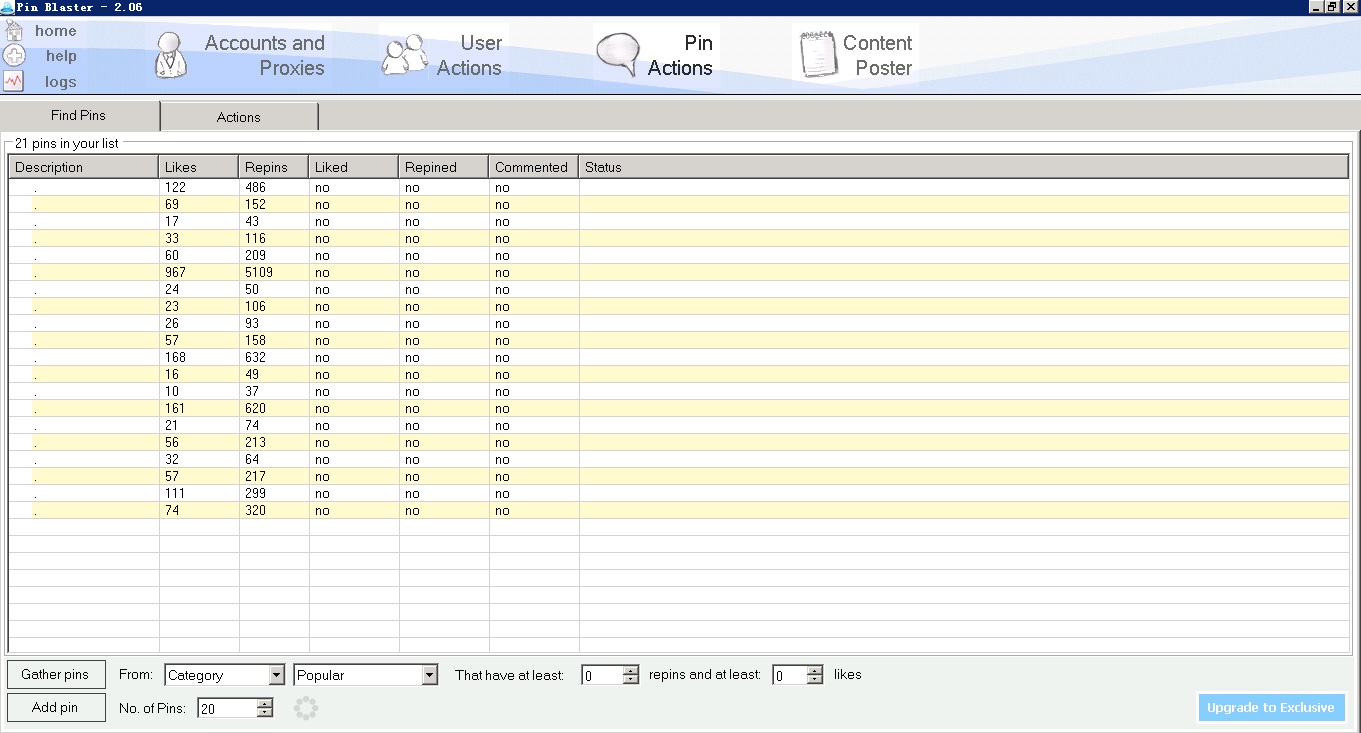 Pin Blaster - 2.06
home
help
logs
Accounts and
Proxies
User
Actions
Pin
Actions
Content
Poster
Find Pins
Actions
21 pins in your list
Description Likes Repins Liked Repined Commented Status
. 122 486 no no no
. 69 152 no no no
. 17 43 no no no
. 33 116 no no no
. 60 209 no no no
. 967 5109 no no no
. 24 50 no no no
. 23 106 no no no
. 26 93 no no no
. 57 158 no no no
. 168 632 no no no
. 16 49 no no no
. 10 37 no no no
. 161 620 no no no
. 21 74 no no no
. 56 213 no no no
. 32 64 no no no
. 57 217 no no no
. 111 299 no no no
. 74 320 no no no
Gather pins From: Category Popular That have at least: 0 repins and at least: 0 likes
Add pin No. of Pins: 20
Upgrade to Exclusive